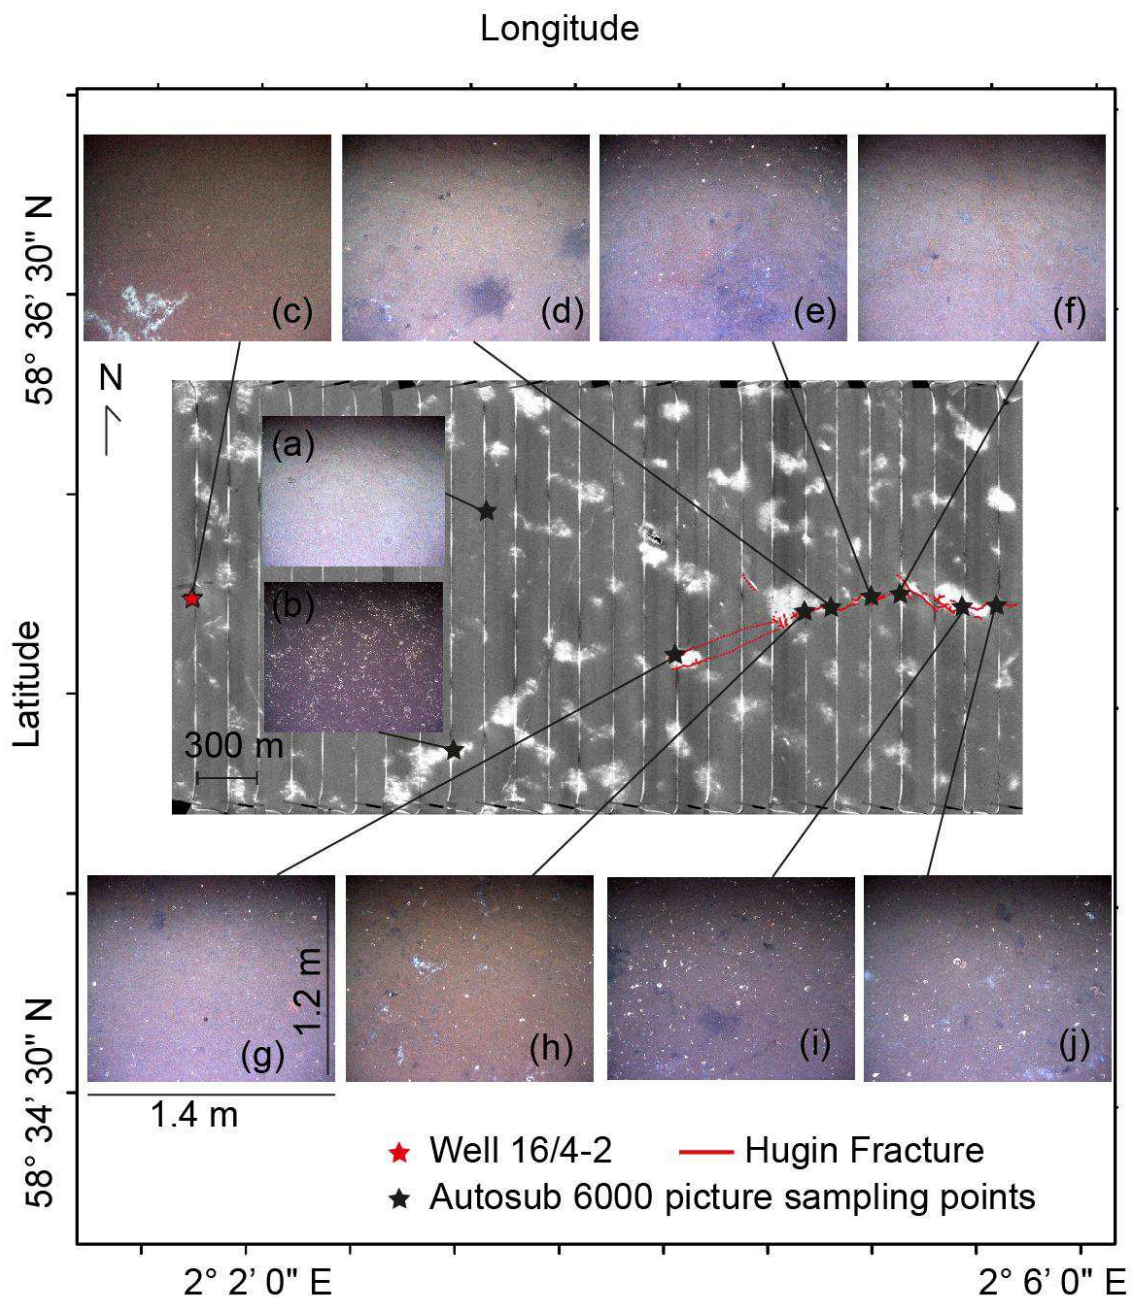 Longitude
58° 36' 30" N
(c)
(d)
(e)
(f)
N
(a)
(b)
Latitude
300 m
58° 34' 30" N
(g)
1.2 m
(h)
(i)
(j)
1.4 m
Well 16/4-2
Hugin Fracture
Autosub 6000 picture sampling points
2° 2' 0" E
2° 6' 0" E